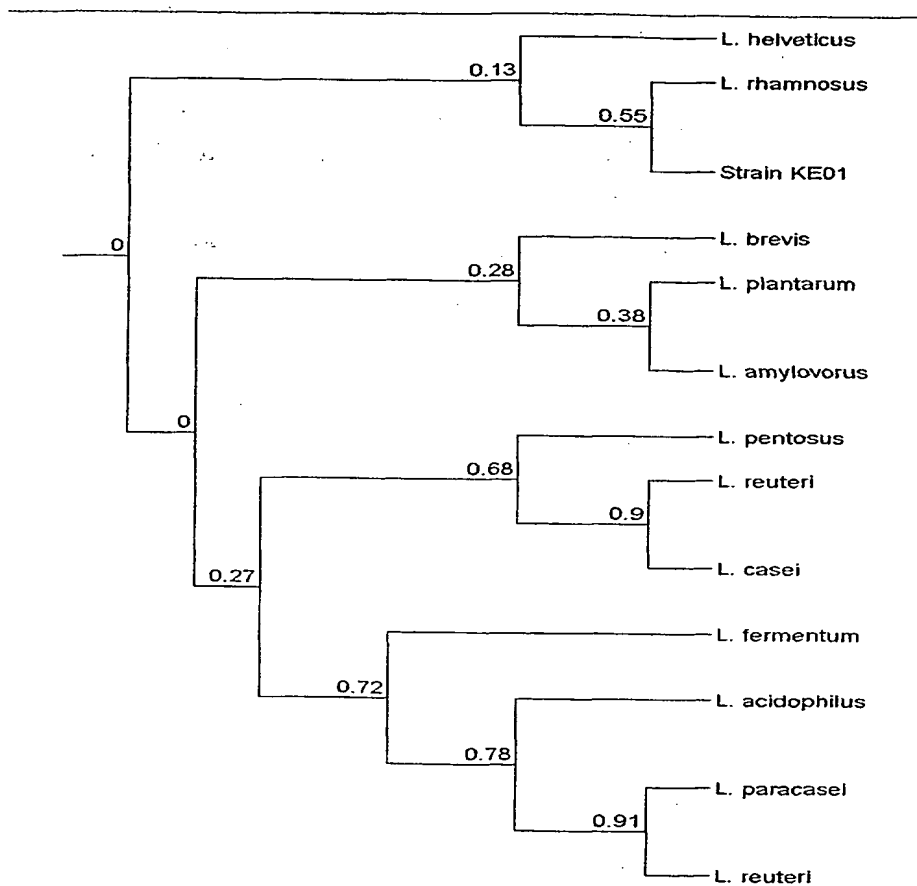 L. helveticus
0.13
L. rhamnosus
0.55
Strain KE01
L. brevis
0
0.28
L. plantarum
0.38
L. amylovorus
0
L. pentosus
0.68
L. reuteri
0.9
L. casei
0.27
L. fermentum
0.72
L. acidophilus
0.78
L. paracasei
0.91
L. reuteri